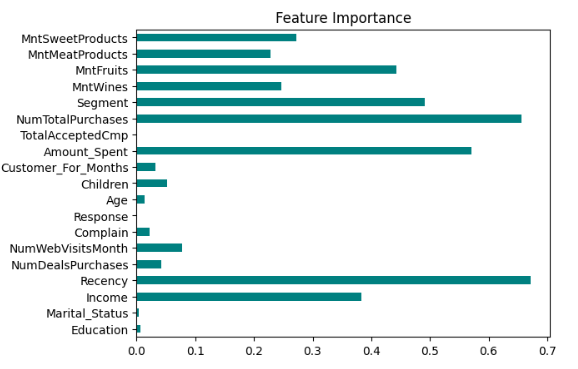 Feature Importance
MntSweetProducts
MntMeatProducts
MntFruits
MntWines
Segment
NumTotalPurchases
TotalAcceptedCmp
Amount_Spent
Customer_For_Months
Children
Age
Response
Complain
NumWebVisitsMonth
NumDealsPurchases
Recency
Income
Marital_Status
Education
0.0 0.1 0.2 0.3 0.4 0.5 0.6 0.7